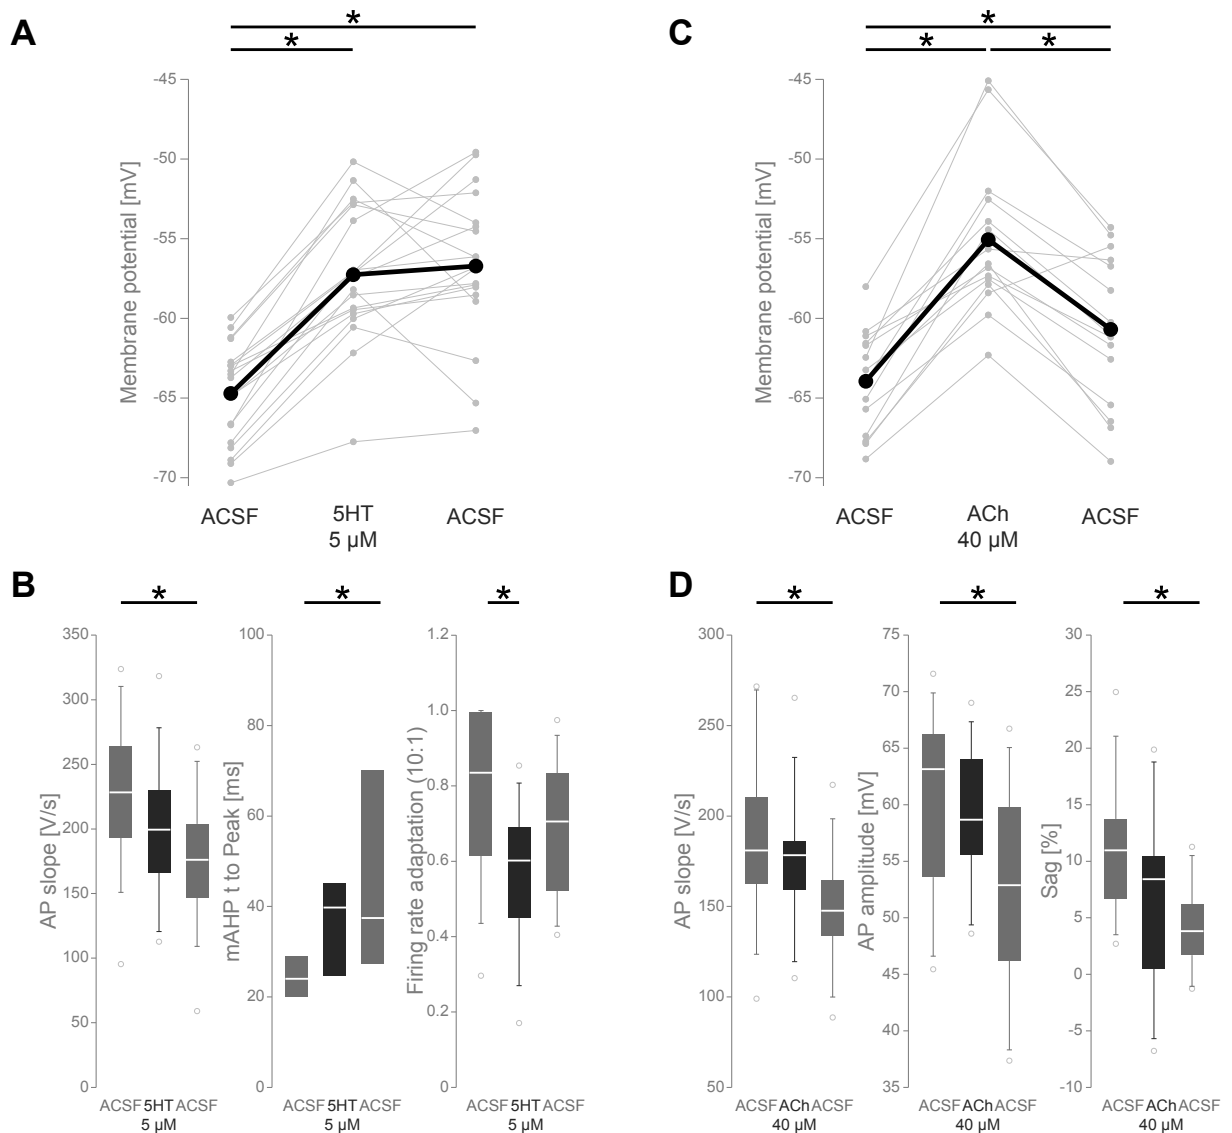 A
*
*
Membrane potential [mV]
-45
-50
-55
-60
-65
-70
ACSF
5HT
5 µM
ACSF
C
*
*
*
Membrane potential [mV]
-45
-50
-55
-60
-65
-70
ACSF
ACh
40 µM
ACSF
B
*
AP slope [V/s]
350
300
250
200
150
100
50
0
ACSF 5HT ACSF
5 µM
*
mAHP t to Peak [ms]
100
80
60
40
20
0
ACSF 5HT ACSF
5 µM
*
Firing rate adaptation (10:1)
1.2
1.0
0.8
0.6
0.4
0.2
0
ACSF 5HT ACSF
5 µM
D
*
AP slope [V/s]
300
250
200
150
100
50
ACSF ACh ACSF
40 µM
*
AP amplitude [mV]
75
70
65
60
55
50
45
40
35
ACSF ACh ACSF
40 µM
*
Sag [%]
30
25
20
15
10
5
0
-5
-10
ACSF ACh ACSF
40 µM